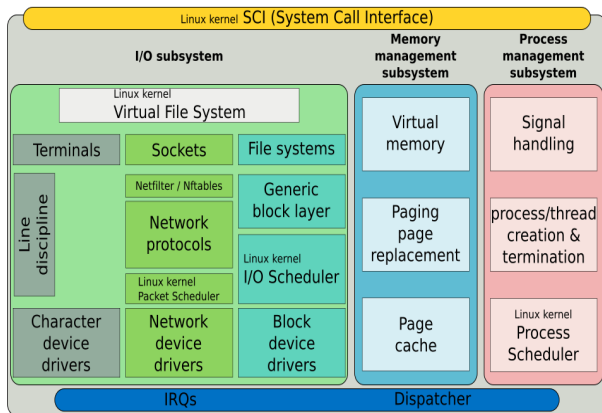 Linux kernel SCI (System Call Interface)
I/O subsystem
Memory
management
subsystem
Process
management
subsystem
Linux kernel
Virtual File System
Terminals
Sockets
File systems
Line
discipline
Netfilter / Nftables
Network
protocols
Linux kernel
Packet Scheduler
Generic
block layer
Linux kernel
I/O Scheduler
Character
device
drivers
Network
device
drivers
Block
device
drivers
Virtual
memory
Paging
page
replacement
Page
cache
Signal
handling
process/thread
creation &
termination
Linux kernel
Process
Scheduler
IRQs
Dispatcher